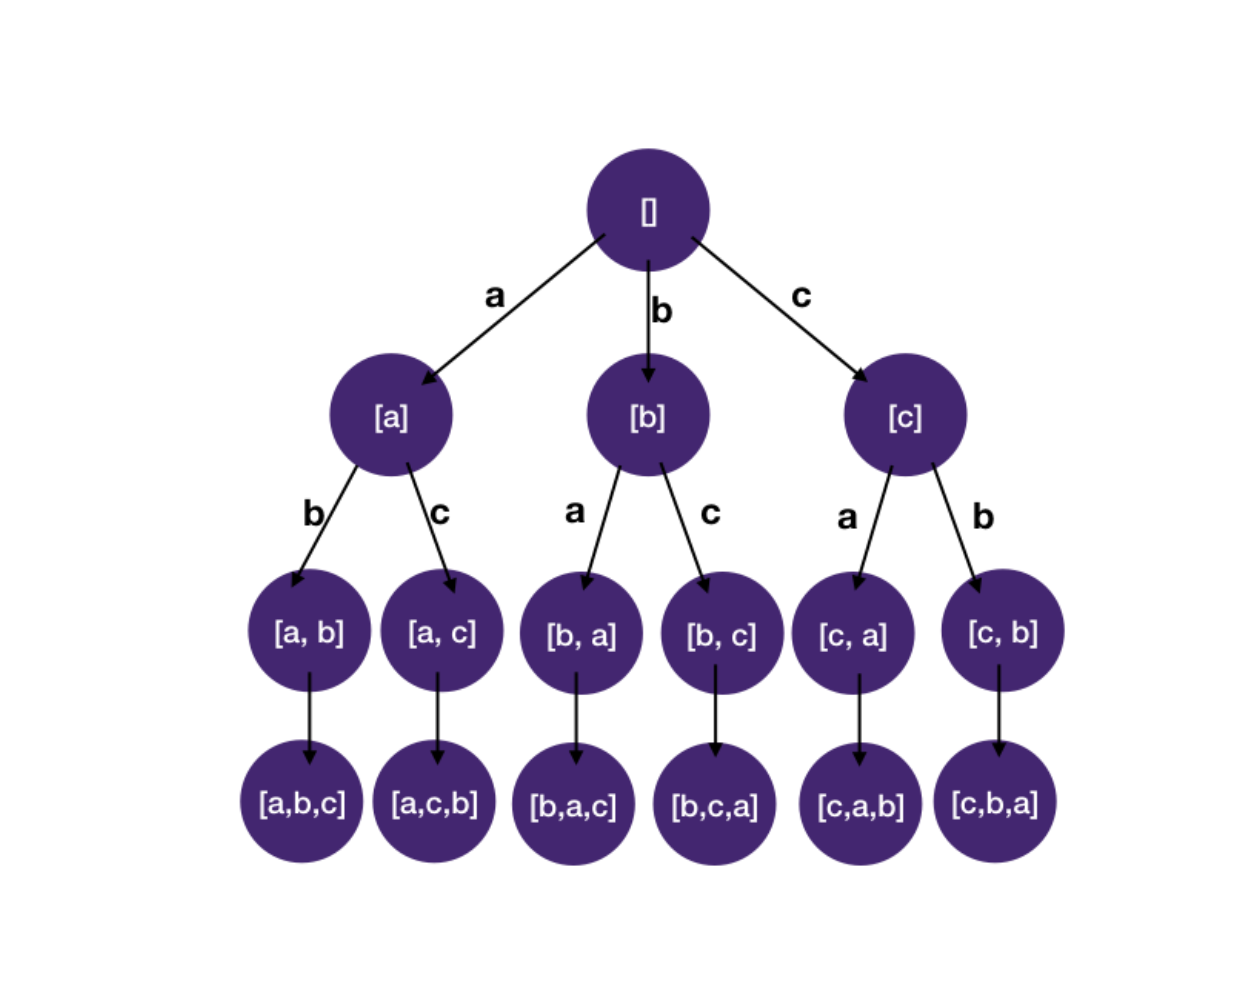 []
a
b
c
[a]
[b]
[c]
b
c
a
c
a
b
[a, b]
[a, c]
[b, a]
[b, c]
[c, a]
[c, b]
[a,b,c]
[a,c,b]
[b,a,c]
[b,c,a]
[c,a,b]
[c,b,a]